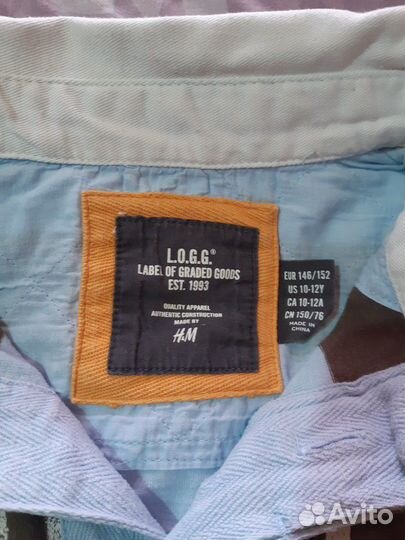 L.O.G.G.®
LABEL OF GRADED GOODS
EST. 1993
QUALITY APPAREL
AUTHENTIC CONSTRUCTION
MADE BY
H&M
EUR 146/152
US 10-12Y
CA 10-12A
CN 150/76
MADE IN
CHINA
Avito